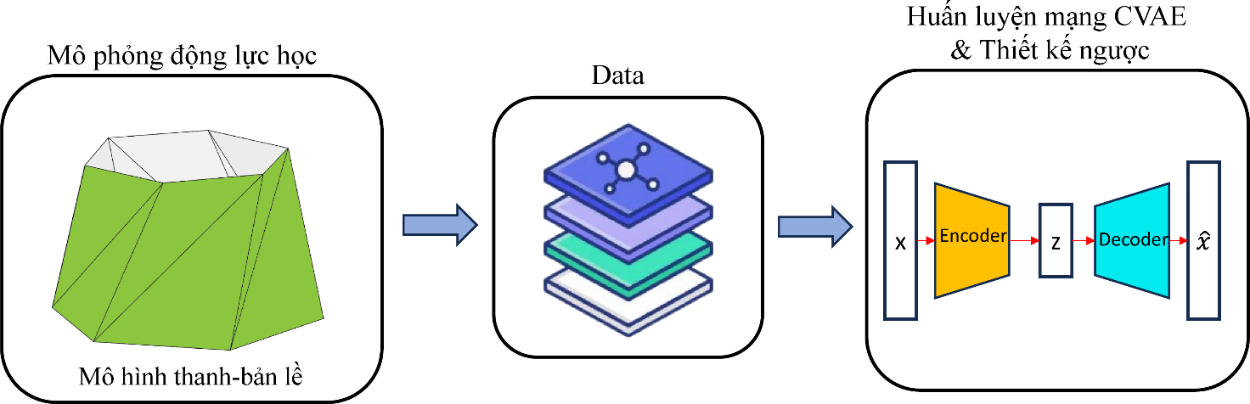 Mô phỏng động lực học
Mô hình thanh-bản lề
Data
Huấn luyện mạng CVAE
& Thiết kế ngược
x
Encoder
z
Decoder
x̂